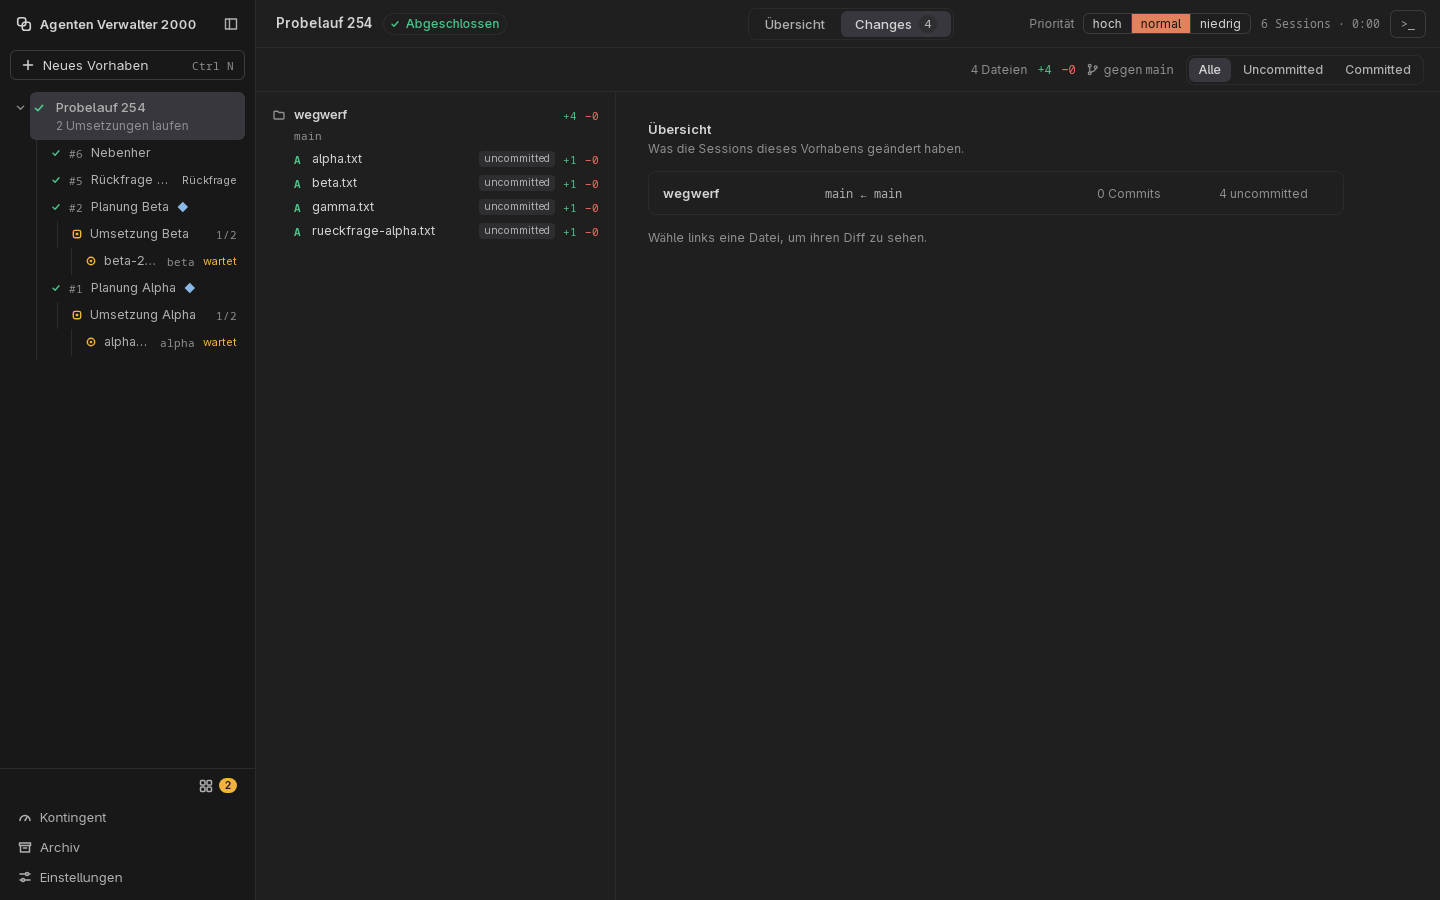 Agenten Verwalter 2000
Neues Vorhaben Ctrl N
Probelauf 254
2 Umsetzungen laufen
#6 Nebenher
#5 Rückfrage … Rückfrage
#2 Planung Beta
Umsetzung Beta 1/2
beta-2… beta wartet
#1 Planung Alpha
Umsetzung Alpha 1/2
alpha… alpha wartet
2
Kontingent
Archiv
Einstellungen
Probelauf 254 Abgeschlossen
Übersicht Changes 4
Priorität hoch normal niedrig 6 Sessions · 0:00 >_
4 Dateien +4 −0 gegen main Alle Uncommitted Committed
wegwerf +4 −0
main
A alpha.txt uncommitted +1 −0
A beta.txt uncommitted +1 −0
A gamma.txt uncommitted +1 −0
A rueckfrage-alpha.txt uncommitted +1 −0
Übersicht
Was die Sessions dieses Vorhabens geändert haben.
wegwerf main ← main 0 Commits 4 uncommitted
Wähle links eine Datei, um ihren Diff zu sehen.